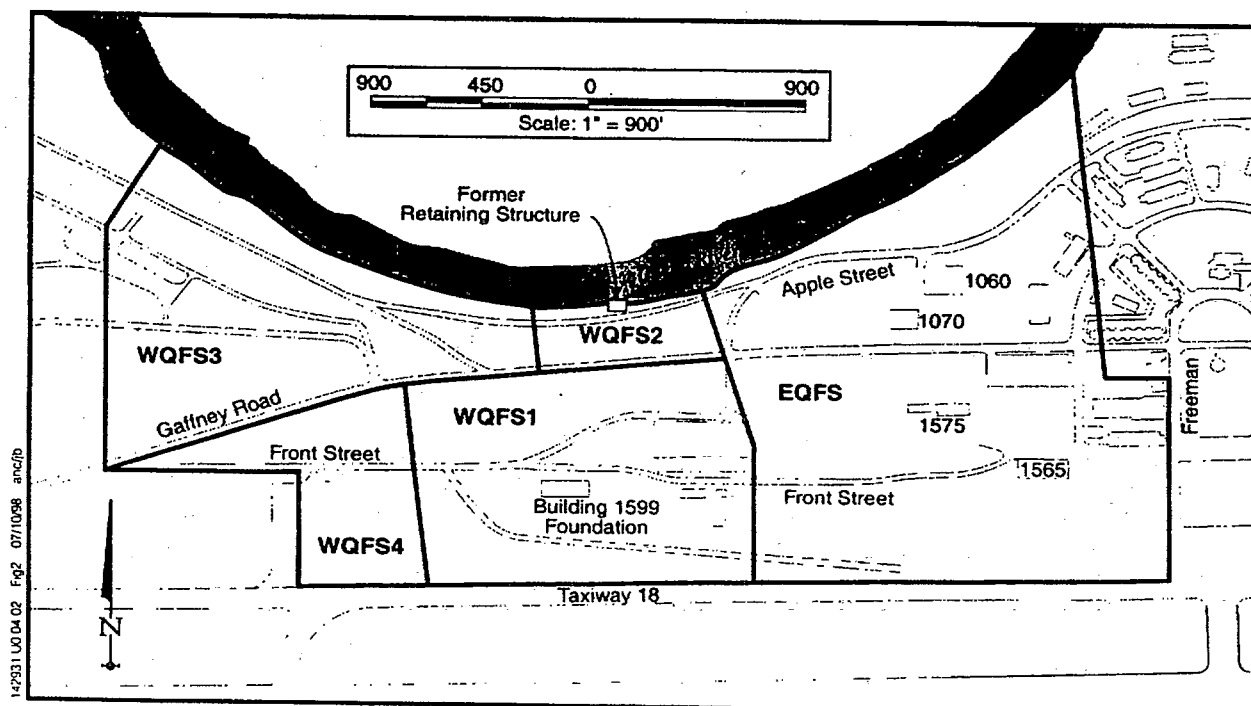 900 450 0 900
Scale: 1" = 900'
Former
Retaining Structure
Apple Street
1060
1070
WQFS2
WQFS3
Gaffney Road
WQFS1
EQFS
1575
Freeman
Front Street
1565
Front Street
Building 1599
Foundation
WQFS4
Taxiway 18
N
142931 U0 04 02 Fig2 07/10/98 anc/jb